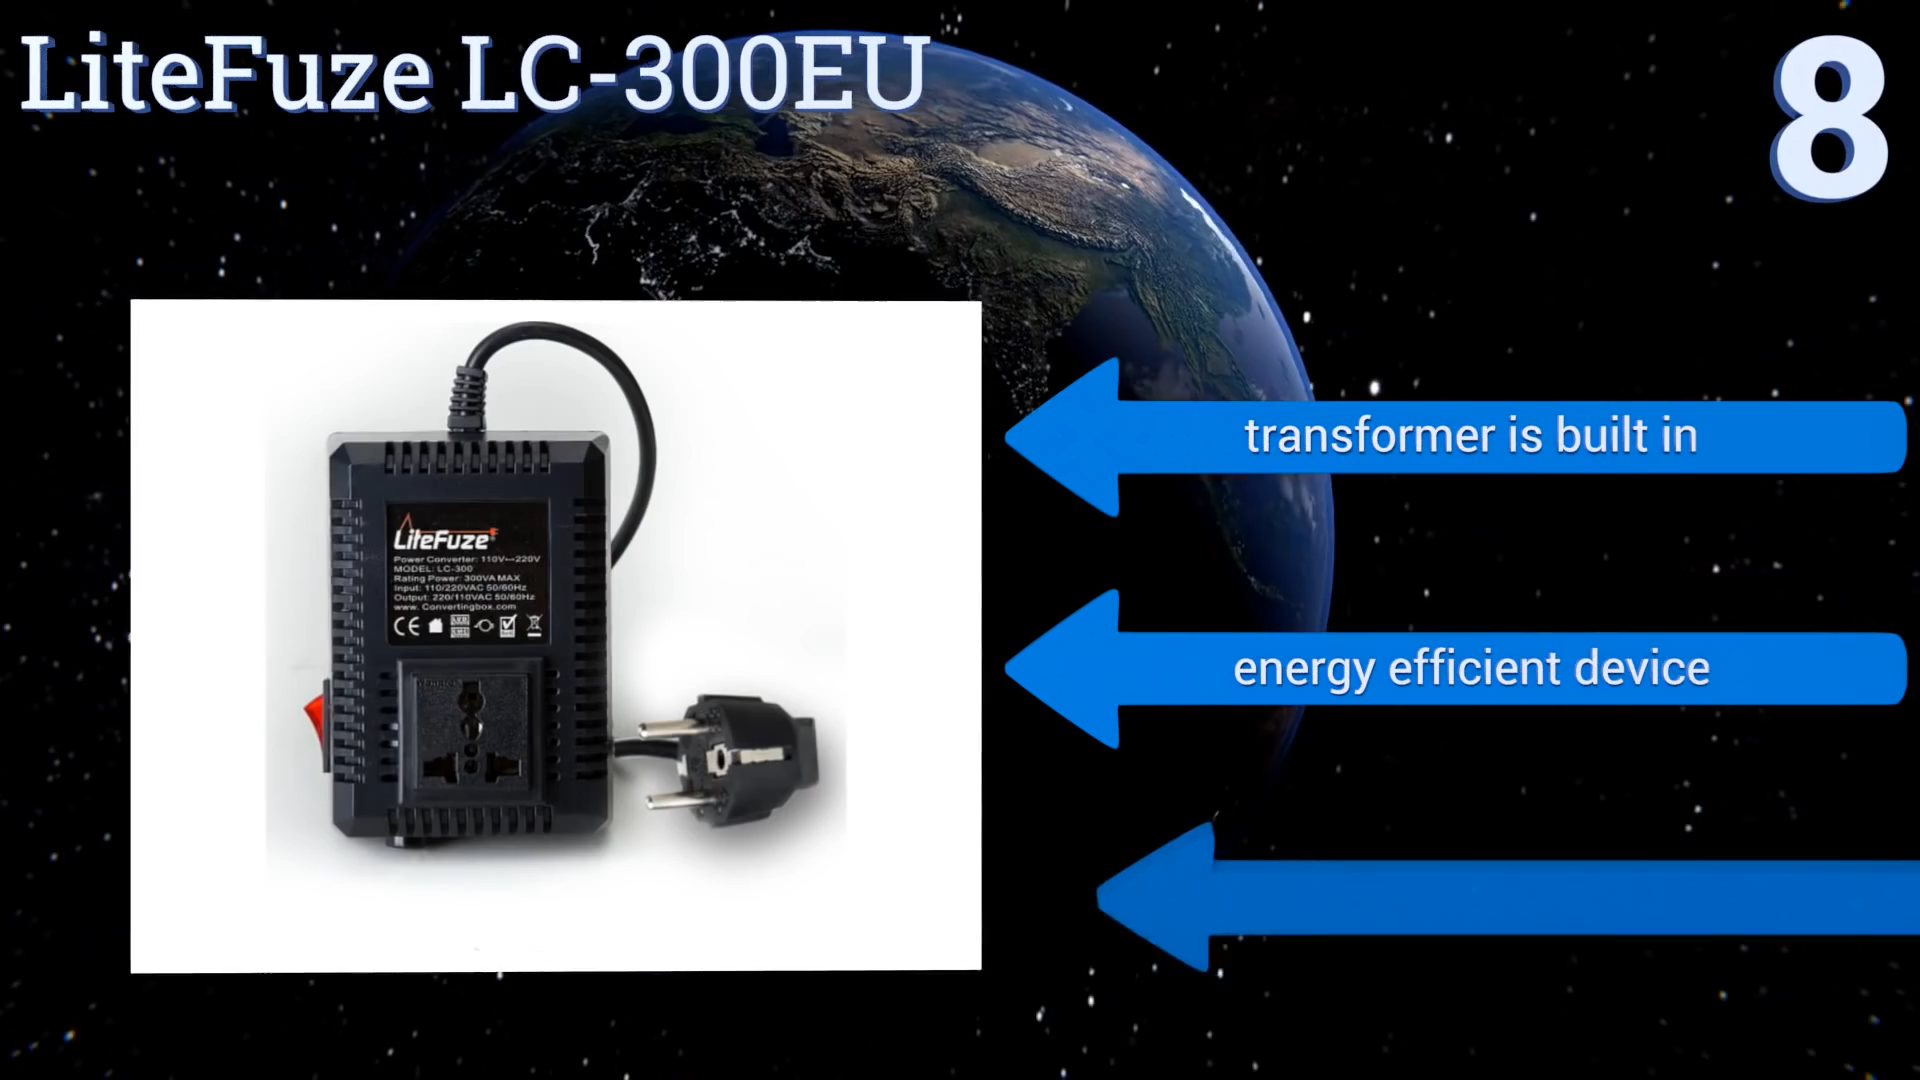 LiteFuze LC-300EU
8
transformer is built in
energy efficient device
LiteFuze®
Power Converter: 110V↔220V
MODEL: LC-300
Rating Power: 300VA MAX
Input: 110/220VAC 50/60Hz
Output: 220/110VAC 50/60Hz
www. Convertingbox.com
CE